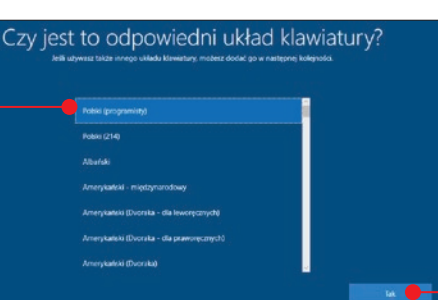 Czy jest to odpowiedni układ klawiatury?
Jeśli używasz także innego układu klawiatury, możesz dodać go w następnej kolejności.
Polski (programisty)
Polski (214)
Albański
Amerykański - międzynarodowy
Amerykański (Dvoraka - dla leworęcznych)
Amerykański (Dvoraka - dla praworęcznych)
Amerykański (Dvoraka)
Tak